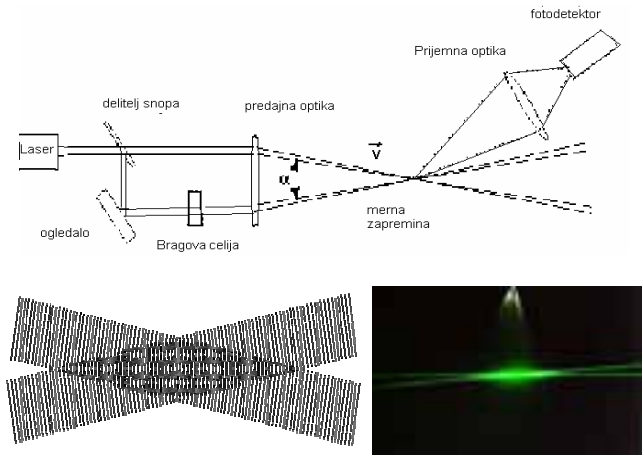 fotodetektor
Prijemna optika
delitelj snopa
predajna optika
Laser
v
α
merna
zapremina
ogledalo
Bragova celija